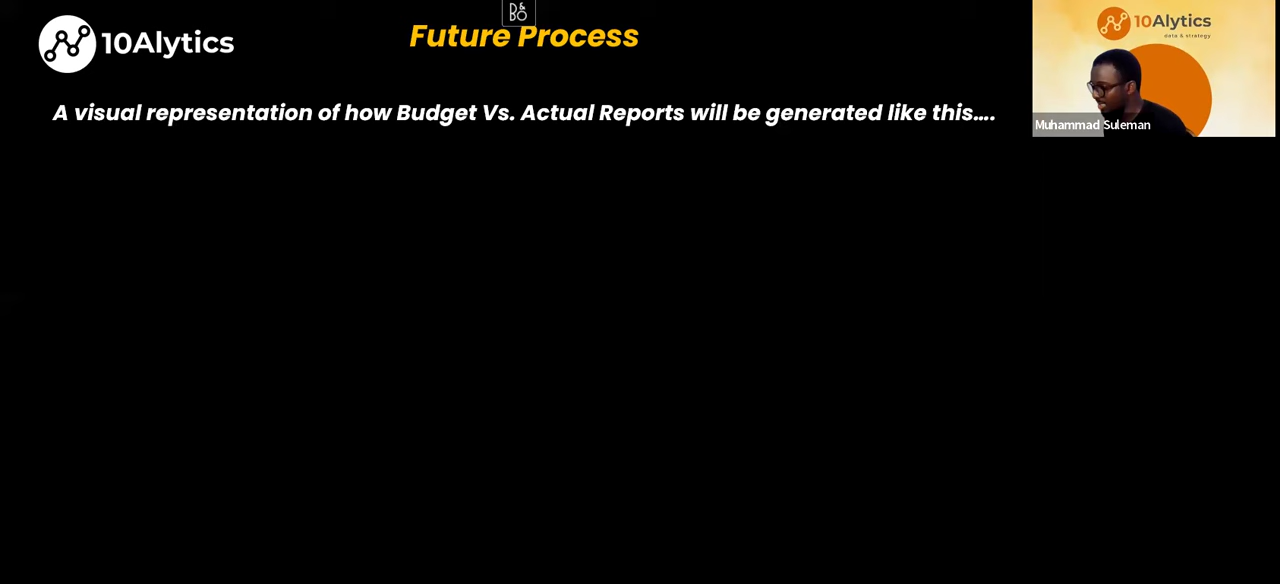 10Alytics
B&O
Future Process
A visual representation of how Budget Vs. Actual Reports will be generated like this....
10Alytics
data & strategy
Muhammad Suleman